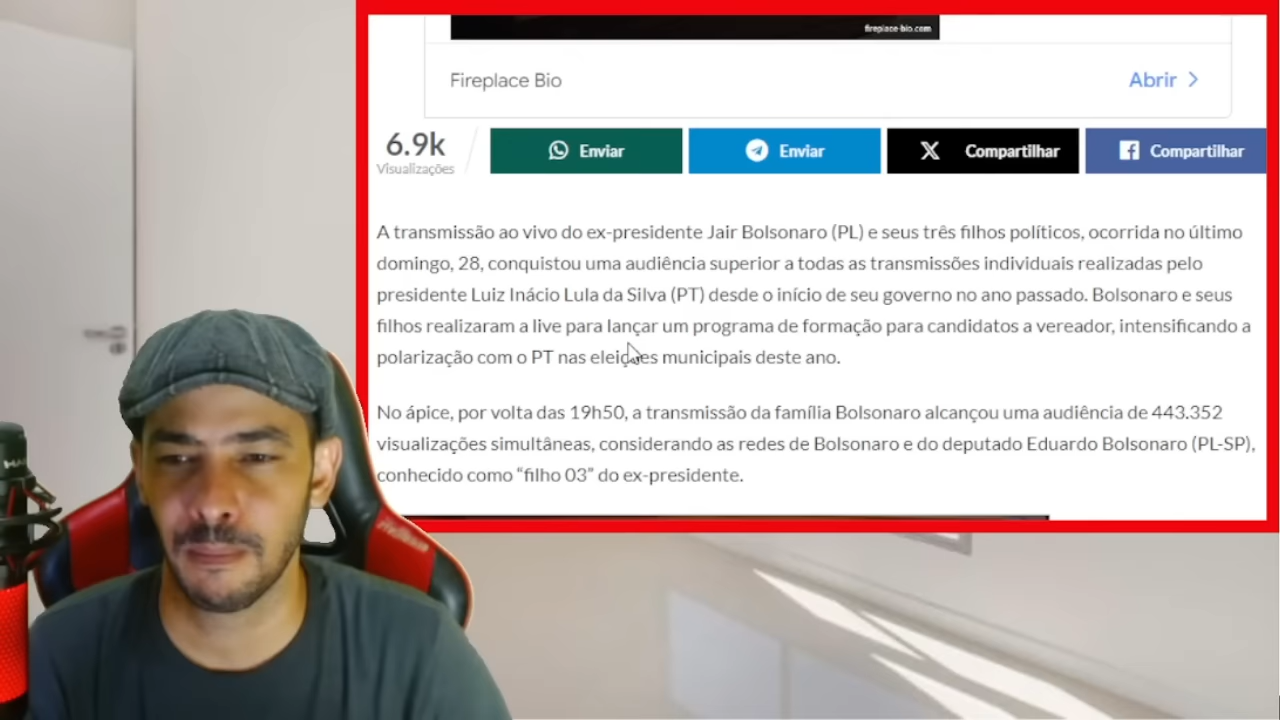 fireplace-bio.com
Fireplace Bio
Abrir
6.9k
Visualizações
Enviar
Enviar
X Compartilhar
Compartilhar
A transmissão ao vivo do ex-presidente Jair Bolsonaro (PL) e seus três filhos políticos, ocorrida no último
domingo, 28, conquistou uma audiência superior a todas as transmissões individuais realizadas pelo
presidente Luiz Inácio Lula da Silva (PT) desde o início de seu governo no ano passado. Bolsonaro e seus
filhos realizaram a live para lançar um programa de formação para candidatos a vereador, intensificando a
polarização com o PT nas eleições municipais deste ano.
No ápice, por volta das 19h50, a transmissão da família Bolsonaro alcançou uma audiência de 443.352
visualizações simultâneas, considerando as redes de Bolsonaro e do deputado Eduardo Bolsonaro (PL-SP),
conhecido como “filho 03” do ex-presidente.